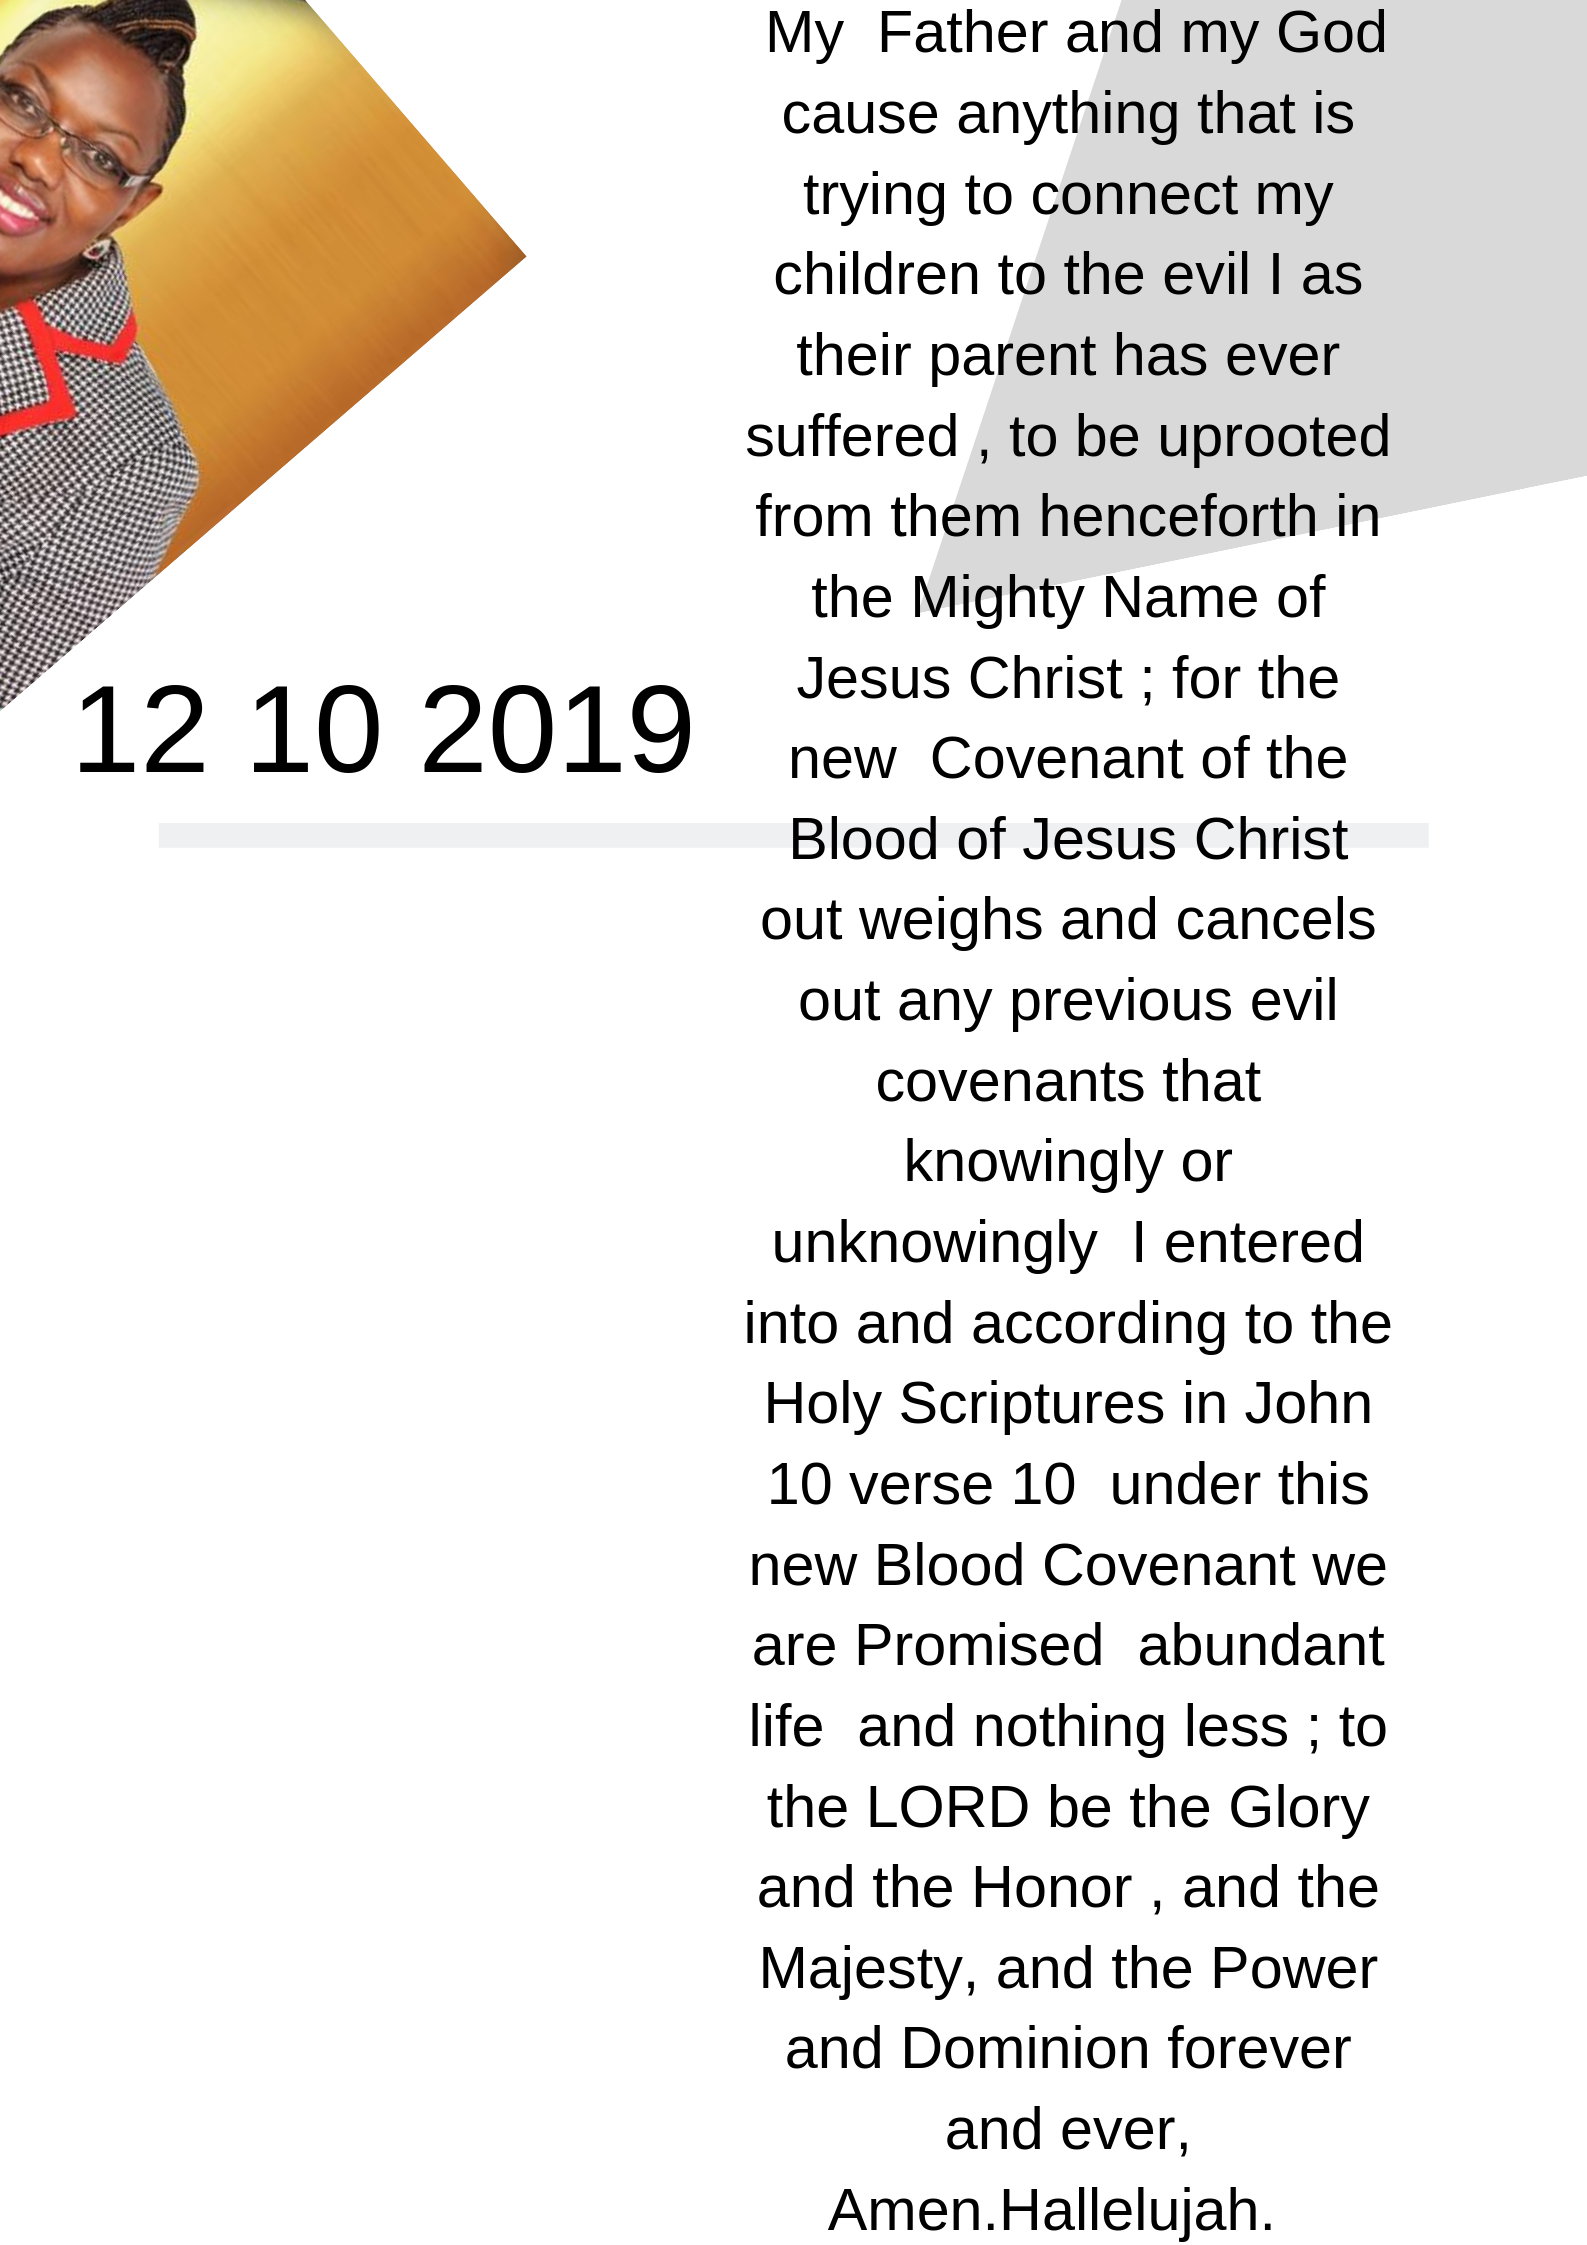 My  Father and my God
cause anything that is
trying to connect my
children to the evil I as
their parent has ever
suffered , to be uprooted
from them henceforth in
the Mighty Name of
Jesus Christ ; for the
new  Covenant of the
Blood of Jesus Christ
out weighs and cancels
out any previous evil
covenants that
knowingly or
unknowingly  I entered
into and according to the
Holy Scriptures in John
10 verse 10  under this
new Blood Covenant we
are Promised  abundant
life  and nothing less ; to
the LORD be the Glory
and the Honor , and the
Majesty, and the Power
and Dominion forever
and ever,
Amen.Hallelujah.
12 10 2019